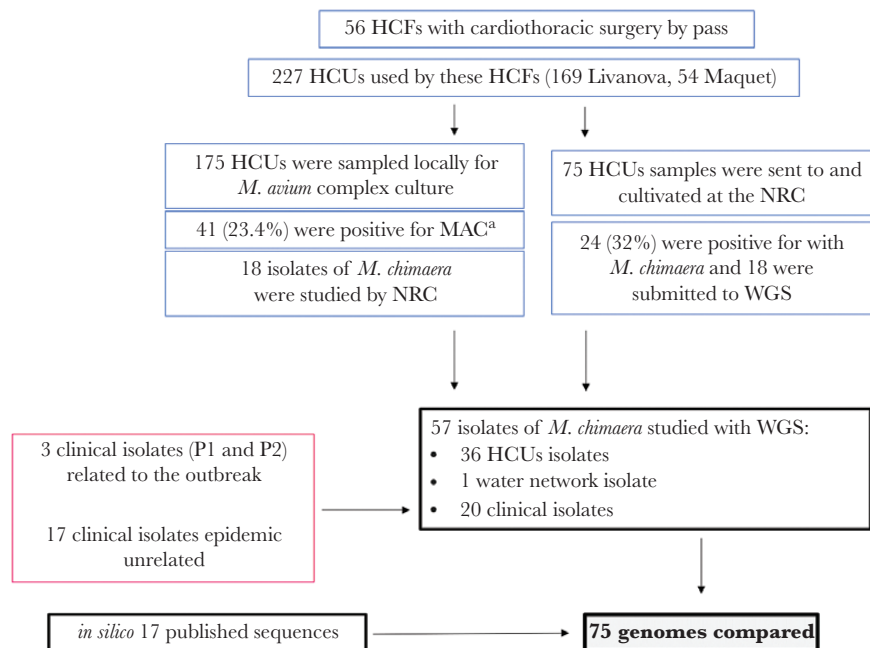 56 HCFs with cardiothoracic surgery by pass
227 HCUs used by these HCFs (169 Livanova, 54 Maquet)
175 HCUs were sampled locally for
M. avium complex culture
41 (23.4%) were positive for MACᵃ
18 isolates of M. chimaera
were studied by NRC
75 HCUs samples were sent to and
cultivated at the NRC
24 (32%) were positive for with
M. chimaera and 18 were
submitted to WGS
3 clinical isolates (P1 and P2)
related to the outbreak
17 clinical isolates epidemic
unrelated
57 isolates of M. chimaera studied with WGS:
• 36 HCUs isolates
• 1 water network isolate
• 20 clinical isolates
in silico 17 published sequences
75 genomes compared